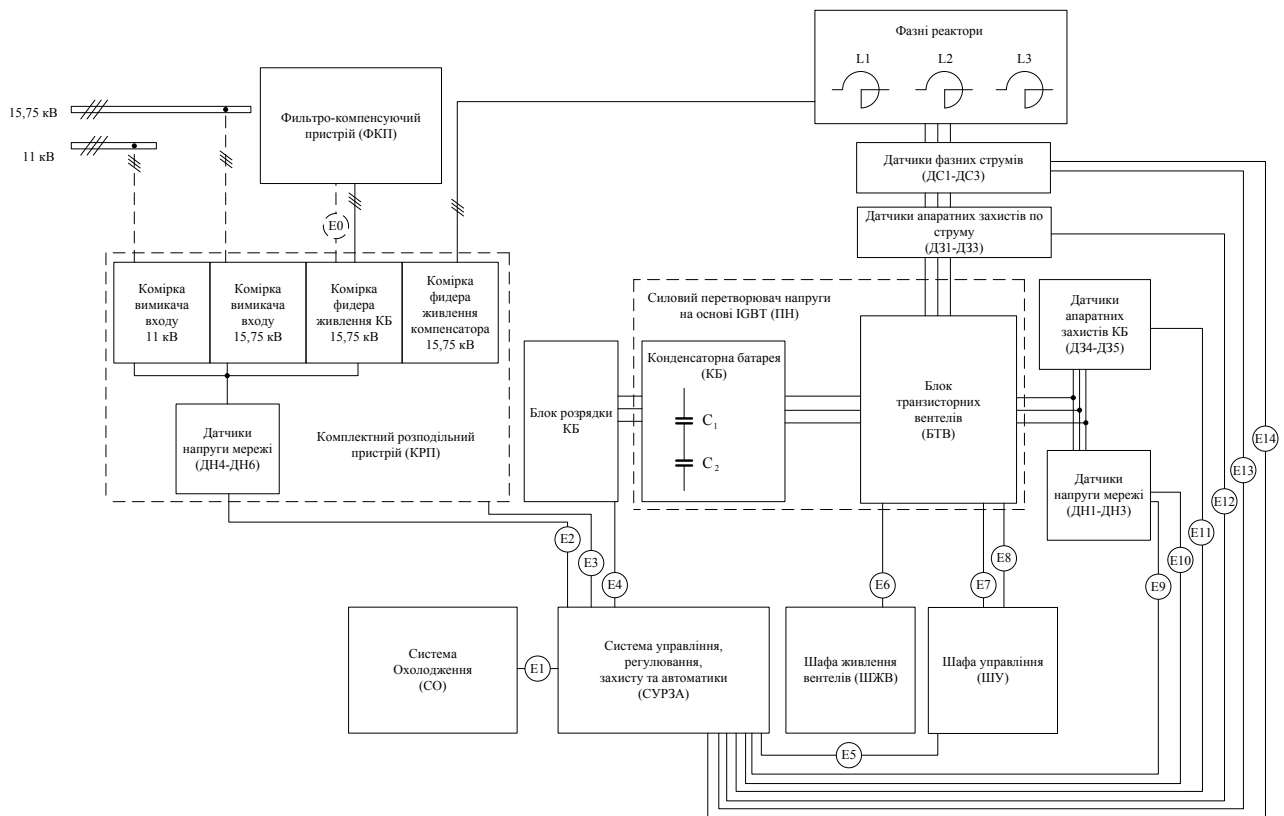 Фазні реактори
L1
L2
L3
15,75 кВ
11 кВ
Фильтро-компенсуючий
пристрій (ФКП)
Датчики фазних струмів
(ДС1-ДС3)
Датчики апаратних захистів по
струму
(ДЗ1-ДЗ3)
E0
Комірка
вимикача
входу
11 кВ
Комірка
вимикача
входу
15,75 кВ
Комірка
фидера
живлення КБ
15,75 кВ
Комірка
фидера
живлення
компенсатора
15,75 кВ
Силовий перетворювач напруги
на основі IGBT (ПН)
Датчики
апаратних
захистів КБ
(ДЗ4-ДЗ5)
Конденсаторна батарея
(КБ)
C1
C2
Блок розрядки
КБ
Блок
транзисторних
вентелів
(БТВ)
Датчики
напруги мережі
(ДН4-ДН6)
Комплектний розподільний
пристрій (КРП)
Датчики
напруги мережі
(ДН1-ДН3)
E14
E13
E12
E11
E10
E9
E2
E3
E4
E6
E7
E8
Система
Охолодження
(СО)
E1
Система управління,
регулювання,
захисту та автоматики
(СУРЗА)
Шафа живлення
вентелів (ШЖВ)
Шафа управління
(ШУ)
E5